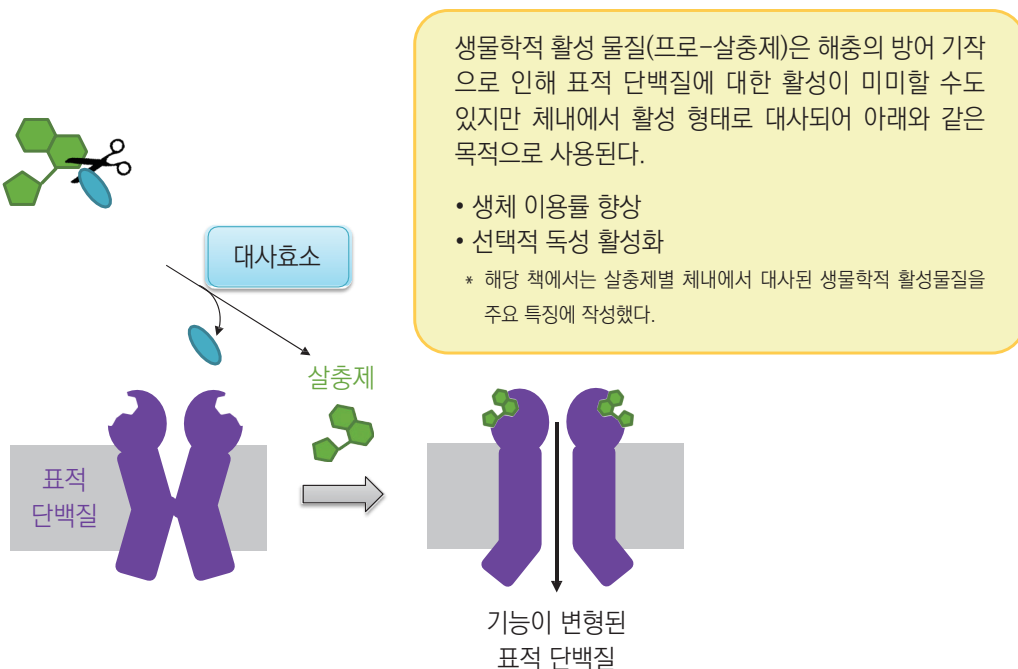 생물학적 활성 물질(프로-살충제)은 해충의 방어 기작
으로 인해 표적 단백질에 대한 활성이 미미할 수도
있지만 체내에서 활성 형태로 대사되어 아래와 같은
목적으로 사용된다.
• 생체 이용률 향상
• 선택적 독성 활성화
* 해당 책에서는 살충제별 체내에서 대사된 생물학적 활성물질을
주요 특징에 작성했다.
대사효소
살충제
표적
단백질
기능이 변형된
표적 단백질